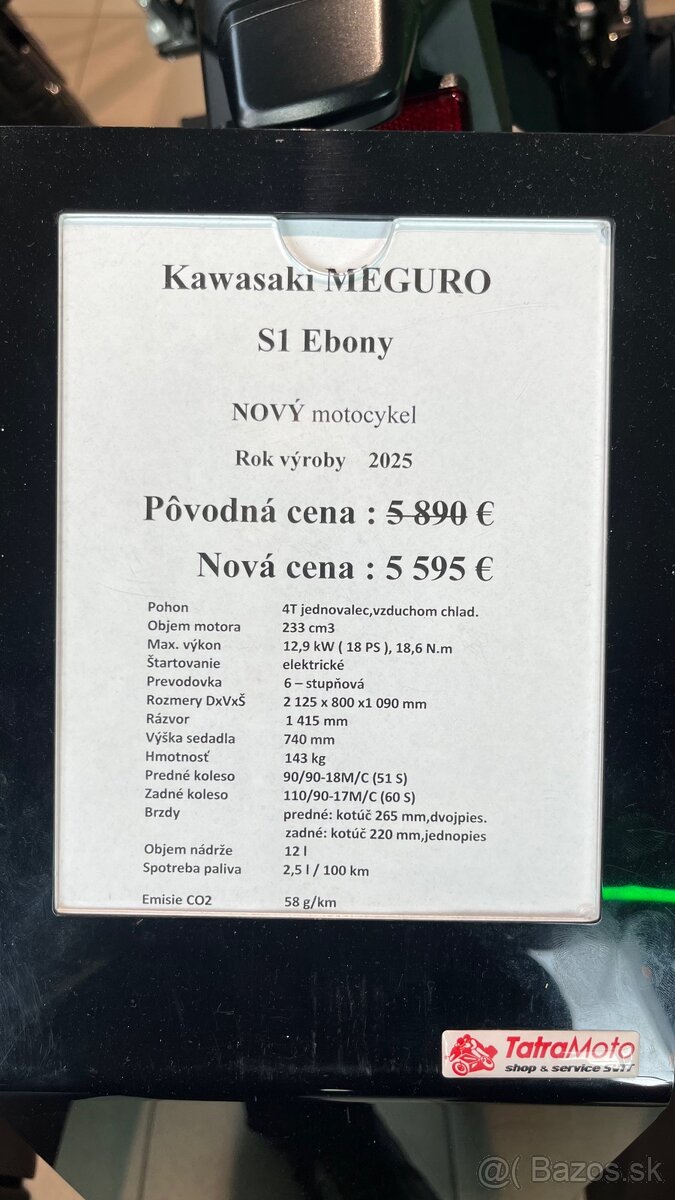 Kawasaki MEGURO
S1 Ebony
NOVÝ motocykel
Rok výroby 2025
Pôvodná cena : 5 890 €
Nová cena : 5 595 €
Pohon 4T jednovalec,vzduchom chlad.
Objem motora 233 cm3
Max. výkon 12,9 kW ( 18 PS ), 18,6 N.m
Štartovanie elektrické
Prevodovka 6 – stupňová
Rozmery DxVxŠ 2 125 x 800 x1 090 mm
Rázvor 1 415 mm
Výška sedadla 740 mm
Hmotnosť 143 kg
Predné koleso 90/90-18M/C (51 S)
Zadné koleso 110/90-17M/C (60 S)
Brzdy predné: kotúč 265 mm,dvojpies.
zadné: kotúč 220 mm,jednopies
Objem nádrže 12 l
Spotreba paliva 2,5 l / 100 km
Emisie CO2 58 g/km
TatraMoto
shop & service
@( Bazos.sk